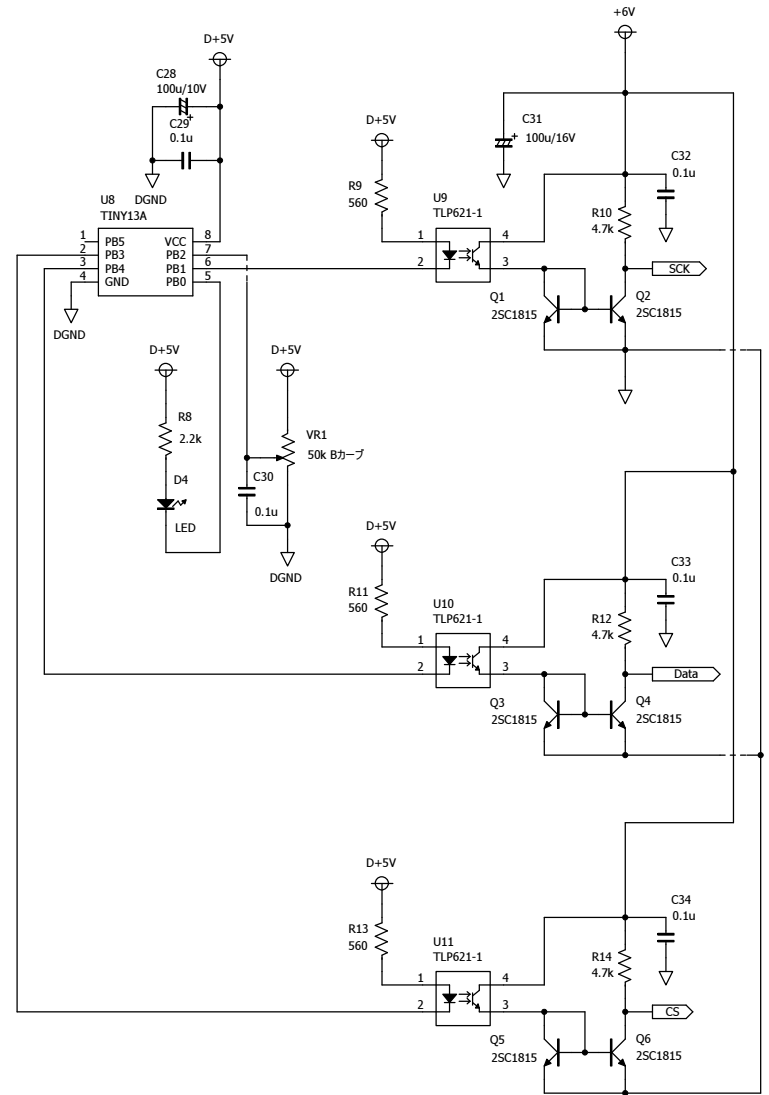 +6V
D+5V
C28
100u/10V
C29
0.1u
+
DGND
U8
TINY13A
1 PB5 VCC 8
2 PB3 PB2 7
3 PB4 PB1 6
4 GND PB0 5
DGND
D+5V
R8
2.2k
D4
LED
D+5V
VR1
50k Bカーブ
C30
0.1u
DGND
D+5V
R9
560
U9
TLP621-1
1
2
4
3
C31
+ 100u/16V
C32
0.1u
R10
4.7k
SCK
Q1
2SC1815
Q2
2SC1815
D+5V
R11
560
U10
TLP621-1
1
2
4
3
C33
0.1u
R12
4.7k
Data
Q3
2SC1815
Q4
2SC1815
D+5V
R13
560
U11
TLP621-1
1
2
4
3
C34
0.1u
R14
4.7k
CS
Q5
2SC1815
Q6
2SC1815